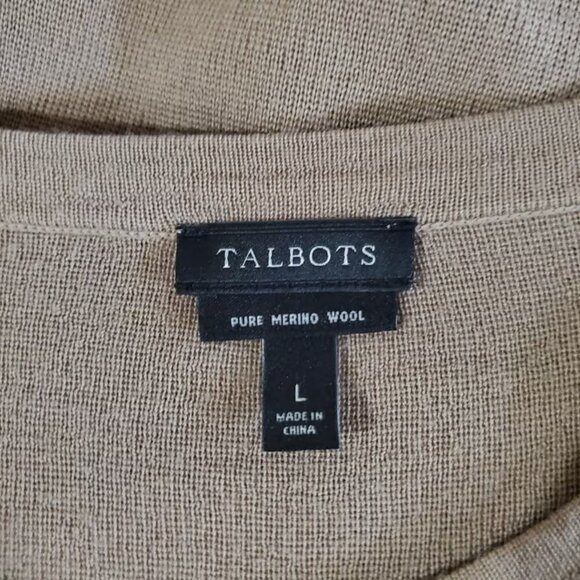 TALBOTS
PURE MERINO WOOL
L
MADE IN
CHINA